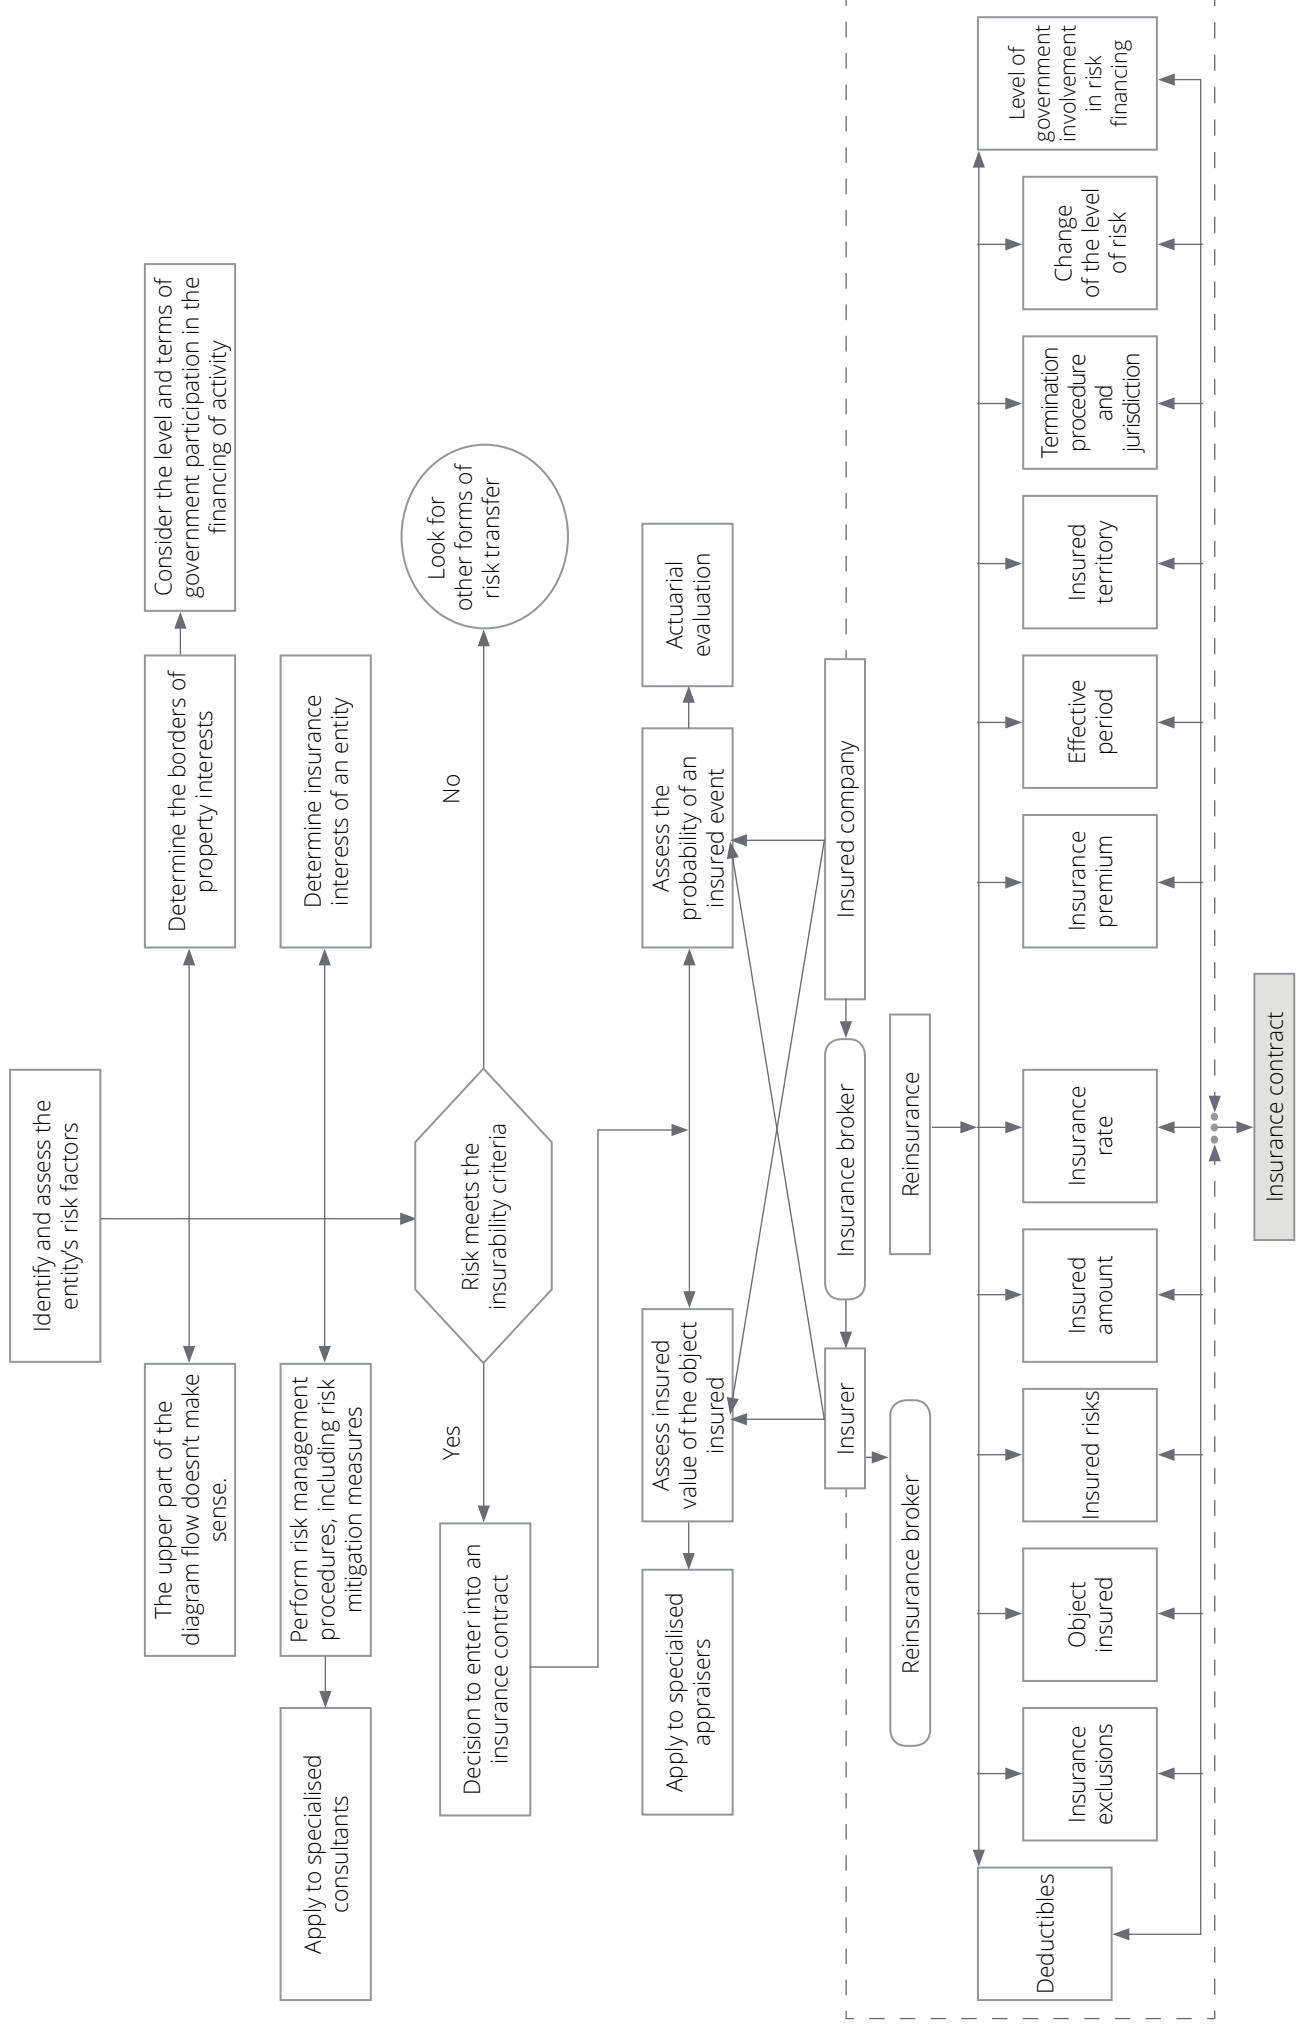 Identify and assess the
entity's risk factors
The upper part of the
diagram flow doesn't make
sense.
Determine the borders of
property interests
Consider the level and terms of
government participation in the
financing of activity
Apply to specialised
consultants
Perform risk management
procedures, including risk
mitigation measures
Determine insurance
interests of an entity
Risk meets the
insurability criteria
Yes
No
Look for
other forms of
risk transfer
Decision to enter into an
insurance contract
Apply to specialised
appraisers
Assess insured
value of the object
insured
Assess the
probability of an
insured event
Actuarial
evaluation
Insurer
Insurance broker
Insured company
Reinsurance broker
Reinsurance
Deductibles
Insurance
exclusions
Object
insured
Insured risks
Insured
amount
Insurance
rate
Insurance
premium
Effective
period
Insured
territory
Termination
procedure
and
jurisdiction
Change
of the level
of risk
Level of
government
involvement
in risk
financing
Insurance contract